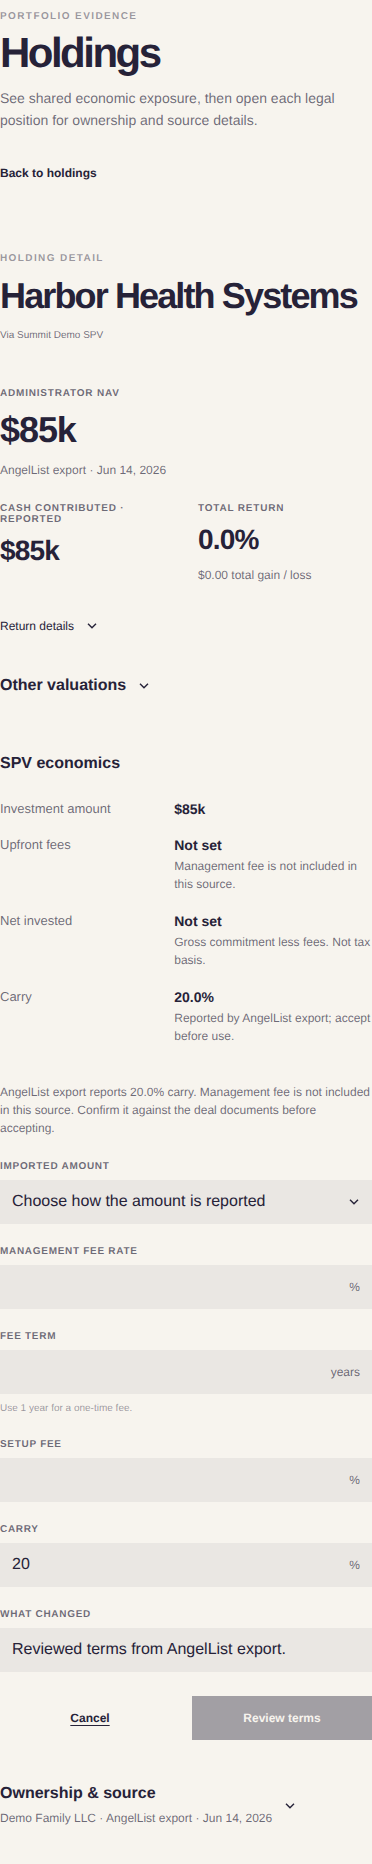 PORTFOLIO EVIDENCE
Holdings
See shared economic exposure, then open each legal
position for ownership and source details.
Back to holdings
HOLDING DETAIL
Harbor Health Systems
Via Summit Demo SPV
ADMINISTRATOR NAV
$85k
AngelList export · Jun 14, 2026
CASH CONTRIBUTED ·
REPORTED
$85k
TOTAL RETURN
0.0%
$0.00 total gain / loss
Return details
Other valuations
SPV economics
Investment amount
$85k
Upfront fees
Not set
Management fee is not included in
this source.
Net invested
Not set
Gross commitment less fees. Not tax
basis.
Carry
20.0%
Reported by AngelList export; accept
before use.
AngelList export reports 20.0% carry. Management fee is not included
in this source. Confirm it against the deal documents before
accepting.
IMPORTED AMOUNT
Choose how the amount is reported
MANAGEMENT FEE RATE
%
FEE TERM
years
Use 1 year for a one-time fee.
SETUP FEE
%
CARRY
20 %
WHAT CHANGED
Reviewed terms from AngelList export.
Cancel Review terms
Ownership & source
Demo Family LLC · AngelList export · Jun 14, 2026